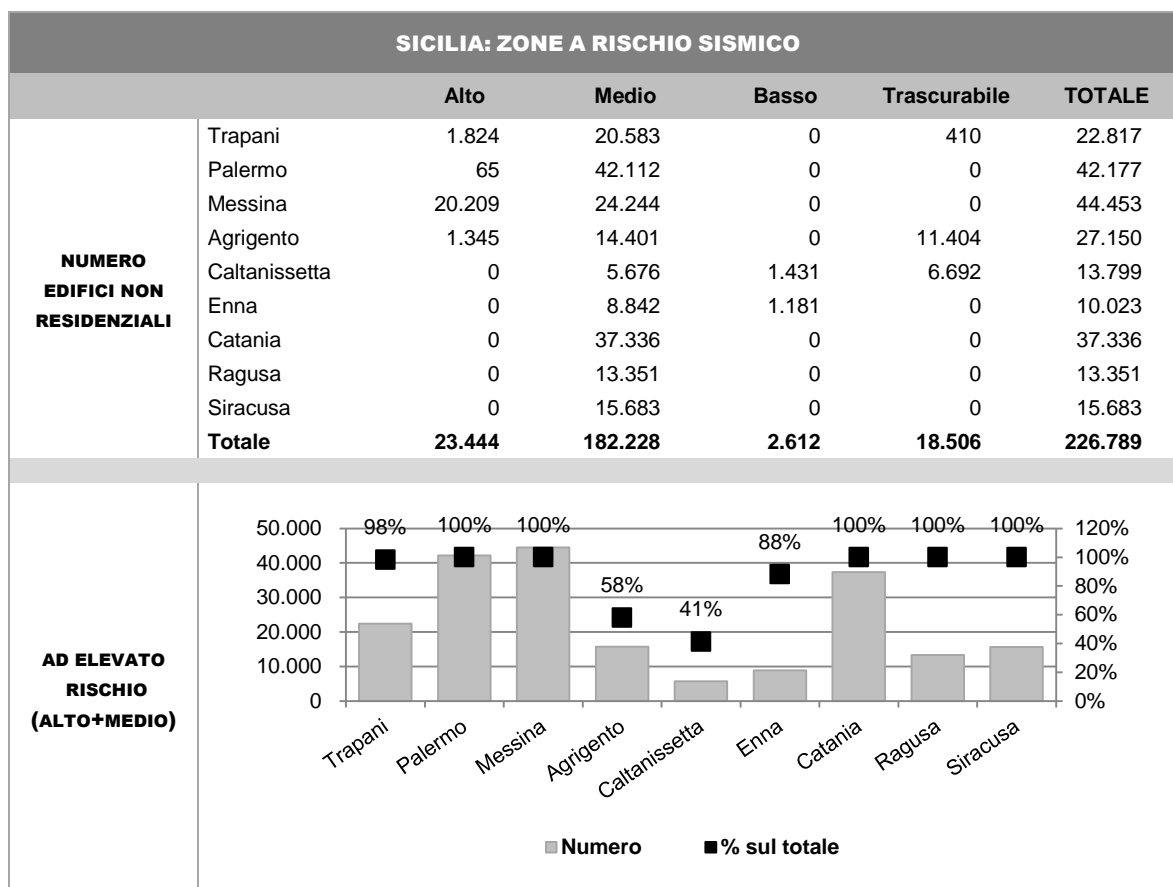 SICILIA: ZONE A RISCHIO SISMICO
Alto Medio Basso Trascurabile TOTALE
NUMERO EDIFICI NON RESIDENZIALI
Trapani 1.824 20.583 0 410 22.817
Palermo 65 42.112 0 0 42.177
Messina 20.209 24.244 0 0 44.453
Agrigento 1.345 14.401 0 11.404 27.150
Caltanissetta 0 5.676 1.431 6.692 13.799
Enna 0 8.842 1.181 0 10.023
Catania 0 37.336 0 0 37.336
Ragusa 0 13.351 0 0 13.351
Siracusa 0 15.683 0 0 15.683
Totale 23.444 182.228 2.612 18.506 226.789
AD ELEVATO
RISCHIO
(ALTO+MEDIO)
50.000
40.000
30.000
20.000
10.000
0
98% 100% 100% 58% 41% 88% 100% 100% 100%
120%
100%
80%
60%
40%
20%
0%
Trapani Palermo Messina Agrigento Caltanissetta Enna Catania Ragusa Siracusa
Numero % sul totale